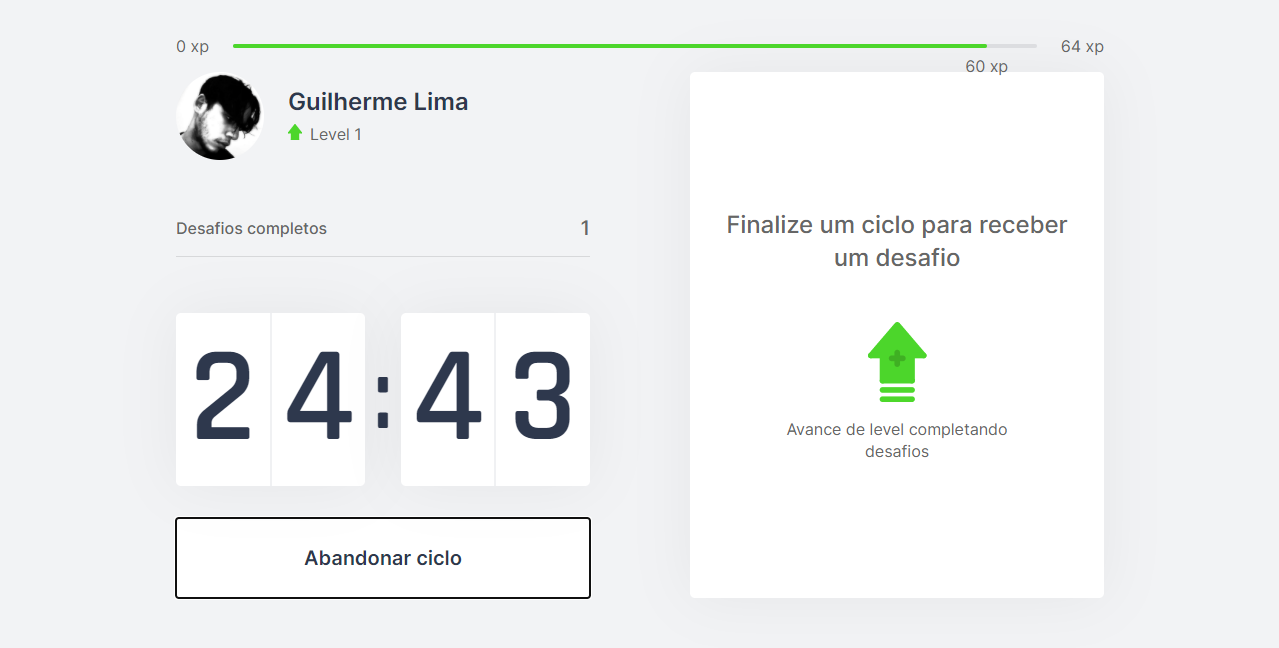 0 xp
64 xp
60 xp
Guilherme Lima
Level 1
Desafios completos
1
24:43
Abandonar ciclo
Finalize um ciclo para receber
um desafio
Avance de level completando
desafios